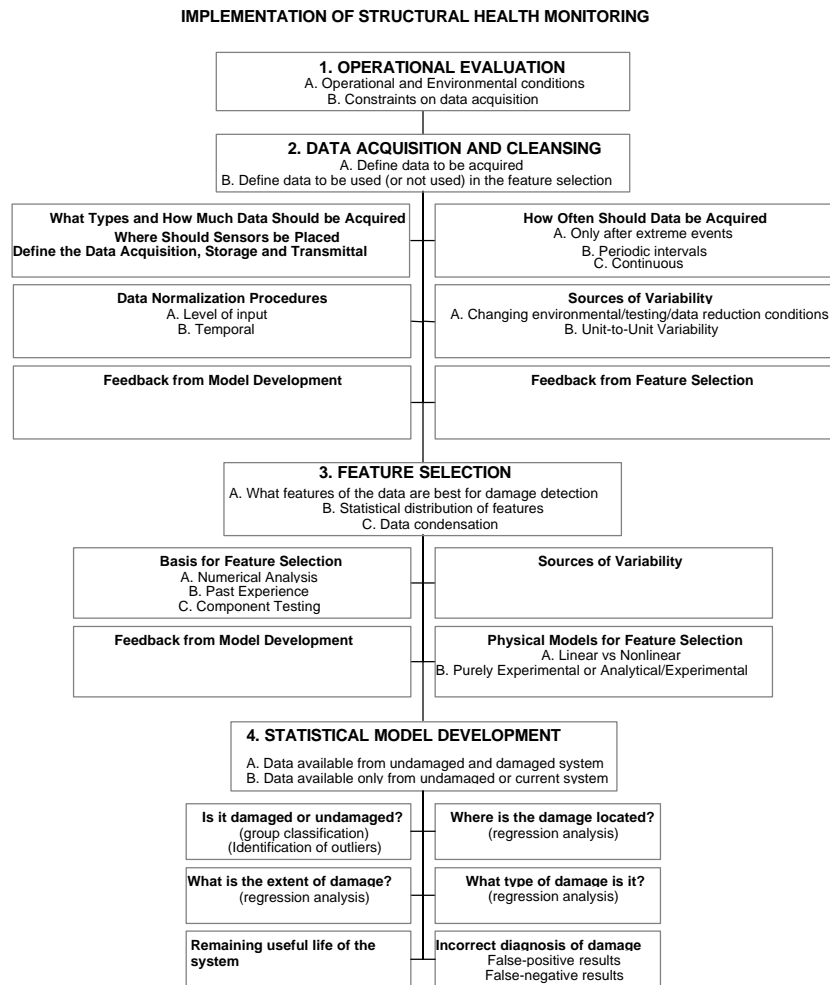 IMPLEMENTATION OF STRUCTURAL HEALTH MONITORING
1. OPERATIONAL EVALUATION
A. Operational and Environmental conditions
B. Constraints on data acquisition
2. DATA ACQUISITION AND CLEANSING
A. Define data to be acquired
B. Define data to be used (or not used) in the feature selection
What Types and How Much Data Should be Acquired
Where Should Sensors be Placed
Define the Data Acquisition, Storage and Transmittal
How Often Should Data be Acquired
A. Only after extreme events
B. Periodic intervals
C. Continuous
Data Normalization Procedures
A. Level of input
B. Temporal
Sources of Variability
A. Changing environmental/testing/data reduction conditions
B. Unit-to-Unit Variability
Feedback from Model Development
Feedback from Feature Selection
3. FEATURE SELECTION
A. What features of the data are best for damage detection
B. Statistical distribution of features
C. Data condensation
Basis for Feature Selection
A. Numerical Analysis
B. Past Experience
C. Component Testing
Sources of Variability
Feedback from Model Development
Physical Models for Feature Selection
A. Linear vs Nonlinear
B. Purely Experimental or Analytical/Experimental
4. STATISTICAL MODEL DEVELOPMENT
A. Data available from undamaged and damaged system
B. Data available only from undamaged or current system
Is it damaged or undamaged?
(group classification)
(Identification of outliers)
Where is the damage located?
(regression analysis)
What is the extent of damage?
(regression analysis)
What type of damage is it?
(regression analysis)
Remaining useful life of the
system
Incorrect diagnosis of damage
False-positive results
False-negative results